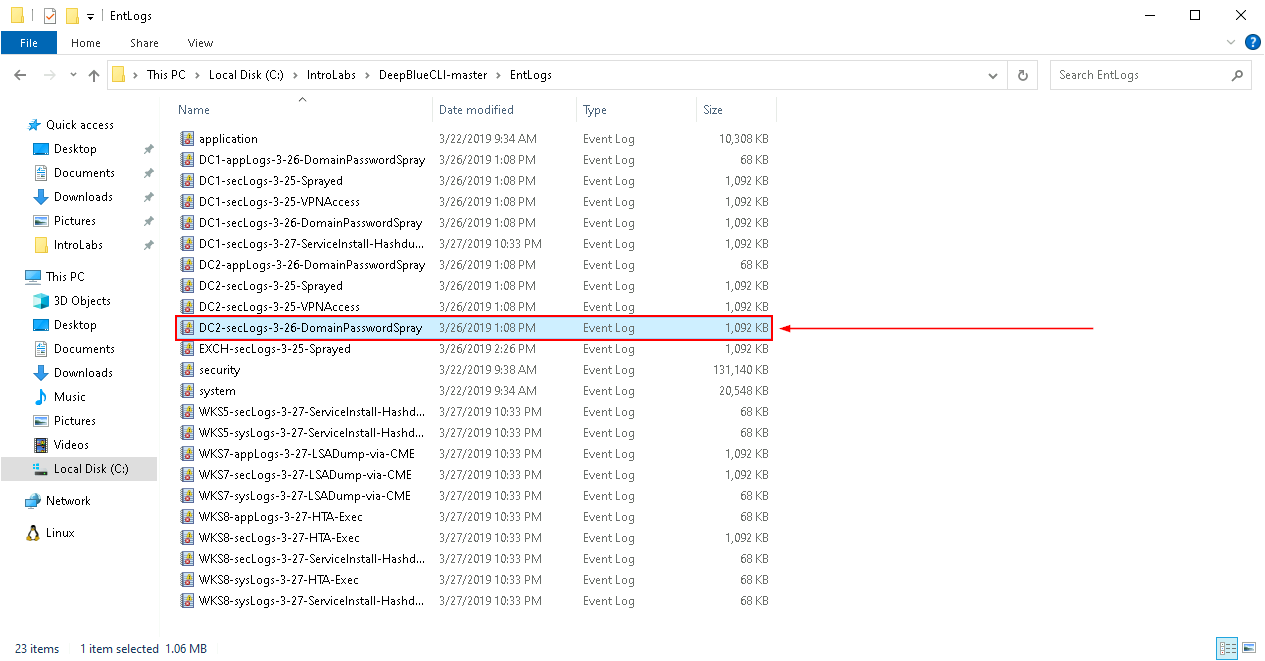 EntLogs
File Home Share View
?
This PC > Local Disk (C:) > IntroLabs > DeepBlueCLI-master > EntLogs
Search EntLogs
Quick access
Desktop
Documents
Downloads
Pictures
IntroLabs
This PC
3D Objects
Desktop
Documents
Downloads
Music
Pictures
Videos
Local Disk (C:)
Network
Linux
Name Date modified Type Size
application 3/22/2019 9:34 AM Event Log 10,308 KB
DC1-appLogs-3-26-DomainPasswordSpray 3/26/2019 1:08 PM Event Log 68 KB
DC1-secLogs-3-25-Sprayed 3/26/2019 1:08 PM Event Log 1,092 KB
DC1-secLogs-3-25-VPNAccess 3/26/2019 1:08 PM Event Log 1,092 KB
DC1-secLogs-3-26-DomainPasswordSpray 3/26/2019 1:08 PM Event Log 1,092 KB
DC1-secLogs-3-27-ServiceInstall-Hashdu... 3/27/2019 10:33 PM Event Log 1,092 KB
DC2-appLogs-3-26-DomainPasswordSpray 3/26/2019 1:08 PM Event Log 68 KB
DC2-secLogs-3-25-Sprayed 3/26/2019 1:08 PM Event Log 1,092 KB
DC2-secLogs-3-25-VPNAccess 3/26/2019 1:08 PM Event Log 1,092 KB
DC2-secLogs-3-26-DomainPasswordSpray 3/26/2019 1:08 PM Event Log 1,092 KB
EXCH-secLogs-3-25-Sprayed 3/26/2019 2:26 PM Event Log 1,092 KB
security 3/22/2019 9:38 AM Event Log 131,140 KB
system 3/22/2019 9:34 AM Event Log 20,548 KB
WKS5-secLogs-3-27-ServiceInstall-Hashd... 3/27/2019 10:33 PM Event Log 68 KB
WKS5-sysLogs-3-27-ServiceInstall-Hashd... 3/27/2019 10:33 PM Event Log 68 KB
WKS7-appLogs-3-27-LSADump-via-CME 3/27/2019 10:33 PM Event Log 1,092 KB
WKS7-secLogs-3-27-LSADump-via-CME 3/27/2019 10:33 PM Event Log 1,092 KB
WKS7-sysLogs-3-27-LSADump-via-CME 3/27/2019 10:33 PM Event Log 68 KB
WKS8-appLogs-3-27-HTA-Exec 3/27/2019 10:33 PM Event Log 68 KB
WKS8-secLogs-3-27-HTA-Exec 3/27/2019 10:33 PM Event Log 1,092 KB
WKS8-secLogs-3-27-ServiceInstall-Hashd... 3/27/2019 10:33 PM Event Log 68 KB
WKS8-sysLogs-3-27-HTA-Exec 3/27/2019 10:33 PM Event Log 68 KB
WKS8-sysLogs-3-27-ServiceInstall-Hashd... 3/27/2019 10:33 PM Event Log 68 KB
23 items 1 item selected 1.06 MB